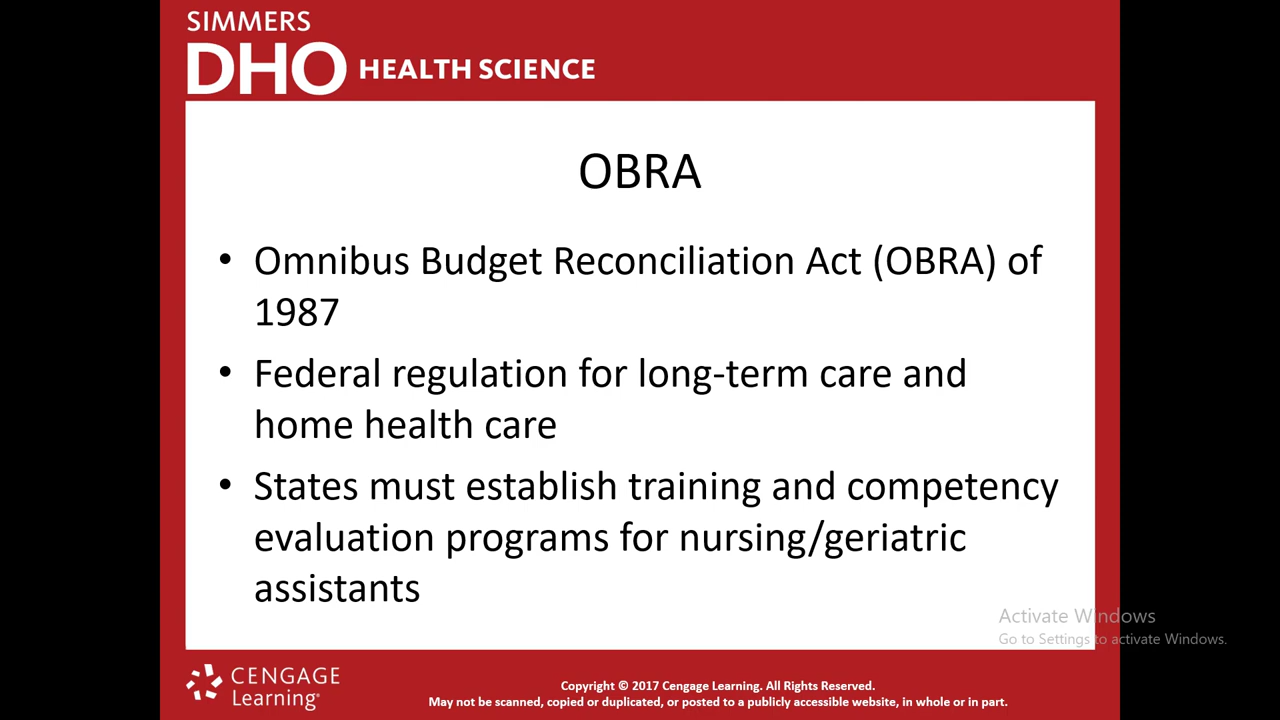 SIMMERS
DHO HEALTH SCIENCE
OBRA
• Omnibus Budget Reconciliation Act (OBRA) of
1987
• Federal regulation for long-term care and
home health care
• States must establish training and competency
evaluation programs for nursing/geriatric
assistants
Activate Windows
Go to Settings to activate Windows.
CENGAGE
Learning®
Copyright © 2017 Cengage Learning. All Rights Reserved.
May not be scanned, copied or duplicated, or posted to a publicly accessible website, in whole or in part.